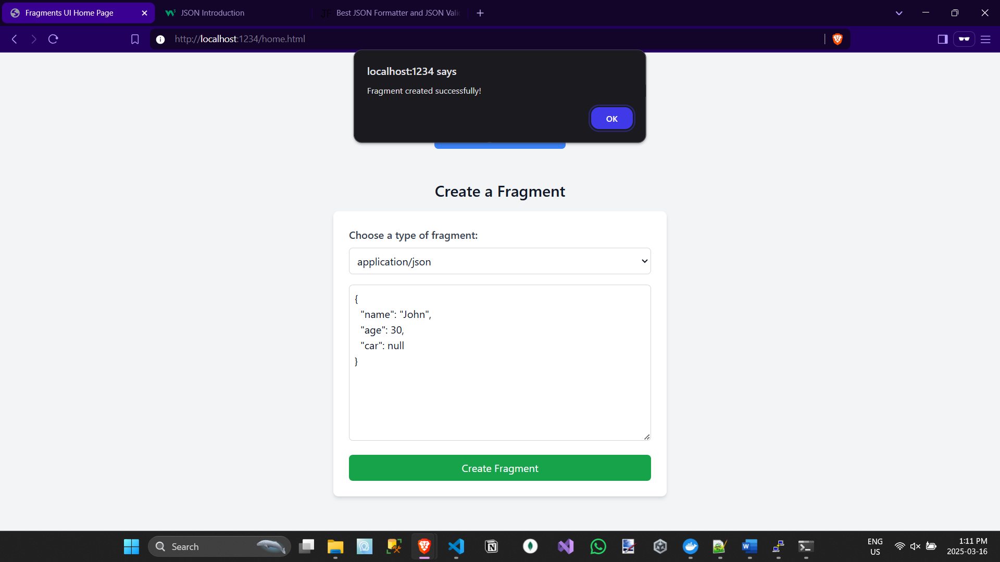 Fragments UI Home Page
JSON Introduction
JF Best JSON Formatter and JSON Vali
http://localhost:1234/home.html
localhost:1234 says
Fragment created successfully!
OK
Create a Fragment
Choose a type of fragment:
application/json
{
"name": "John",
"age": 30,
"car": null
}
Create Fragment
Search
ENG
US
1:11 PM
2025-03-16